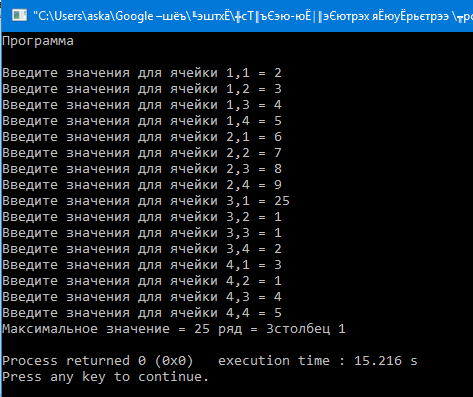 "C:\Users\aska\Google
Программа
Введите значения для ячейки 1,1 = 2
Введите значения для ячейки 1,2 = 3
Введите значения для ячейки 1,3 = 4
Введите значения для ячейки 1,4 = 5
Введите значения для ячейки 2,1 = 6
Введите значения для ячейки 2,2 = 7
Введите значения для ячейки 2,3 = 8
Введите значения для ячейки 2,4 = 9
Введите значения для ячейки 3,1 = 25
Введите значения для ячейки 3,2 = 1
Введите значения для ячейки 3,3 = 1
Введите значения для ячейки 3,4 = 2
Введите значения для ячейки 4,1 = 3
Введите значения для ячейки 4,2 = 1
Введите значения для ячейки 4,3 = 4
Введите значения для ячейки 4,4 = 5
Максимальное значение = 25 ряд = 3столбец 1
Process returned 0 (0x0)   execution time : 15.216 s
Press any key to continue.